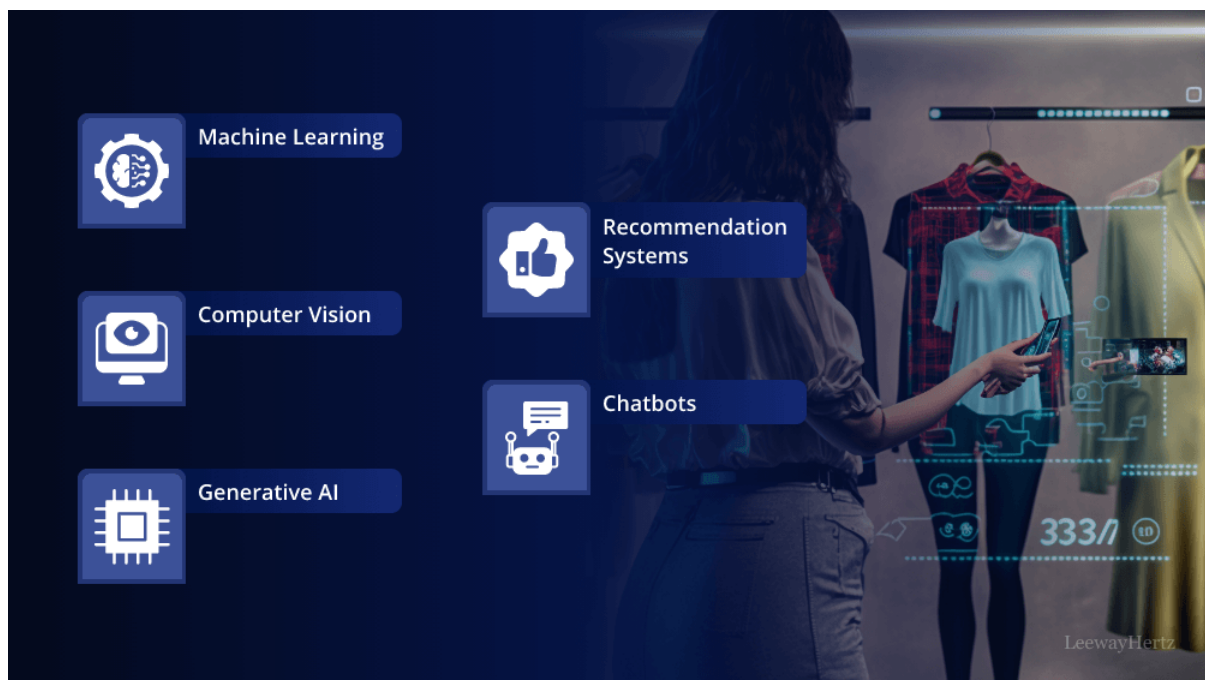 Machine Learning
Computer Vision
Generative AI
Recommendation
Systems
Chatbots
333
LeewayHertz